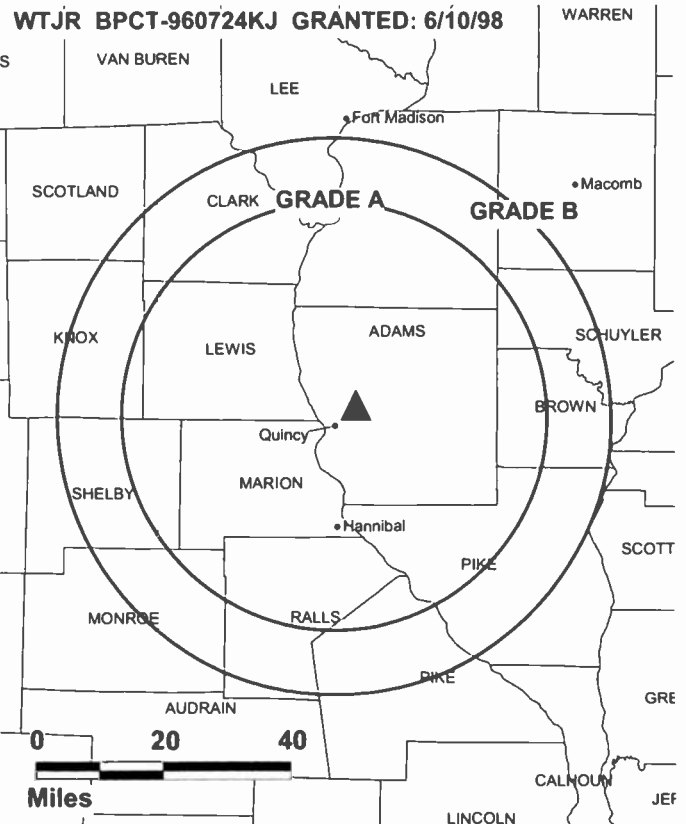 WTJR BPCT-960724KJ GRANTED: 6/10/98
WARREN
S
VAN BUREN
LEE
Fort Madison
Macomb
SCOTLAND
CLARK
GRADE A
GRADE B
KNOX
LEWIS
ADAMS
SCHUYLER
BROWN
Quincy
SHELBY
MARION
Hannibal
SCOTT
PIKE
MONROE
RALLS
PIKE
GRE
AUDRAIN
0 20 40
Miles
CALHOUN
JEF
LINCOLN